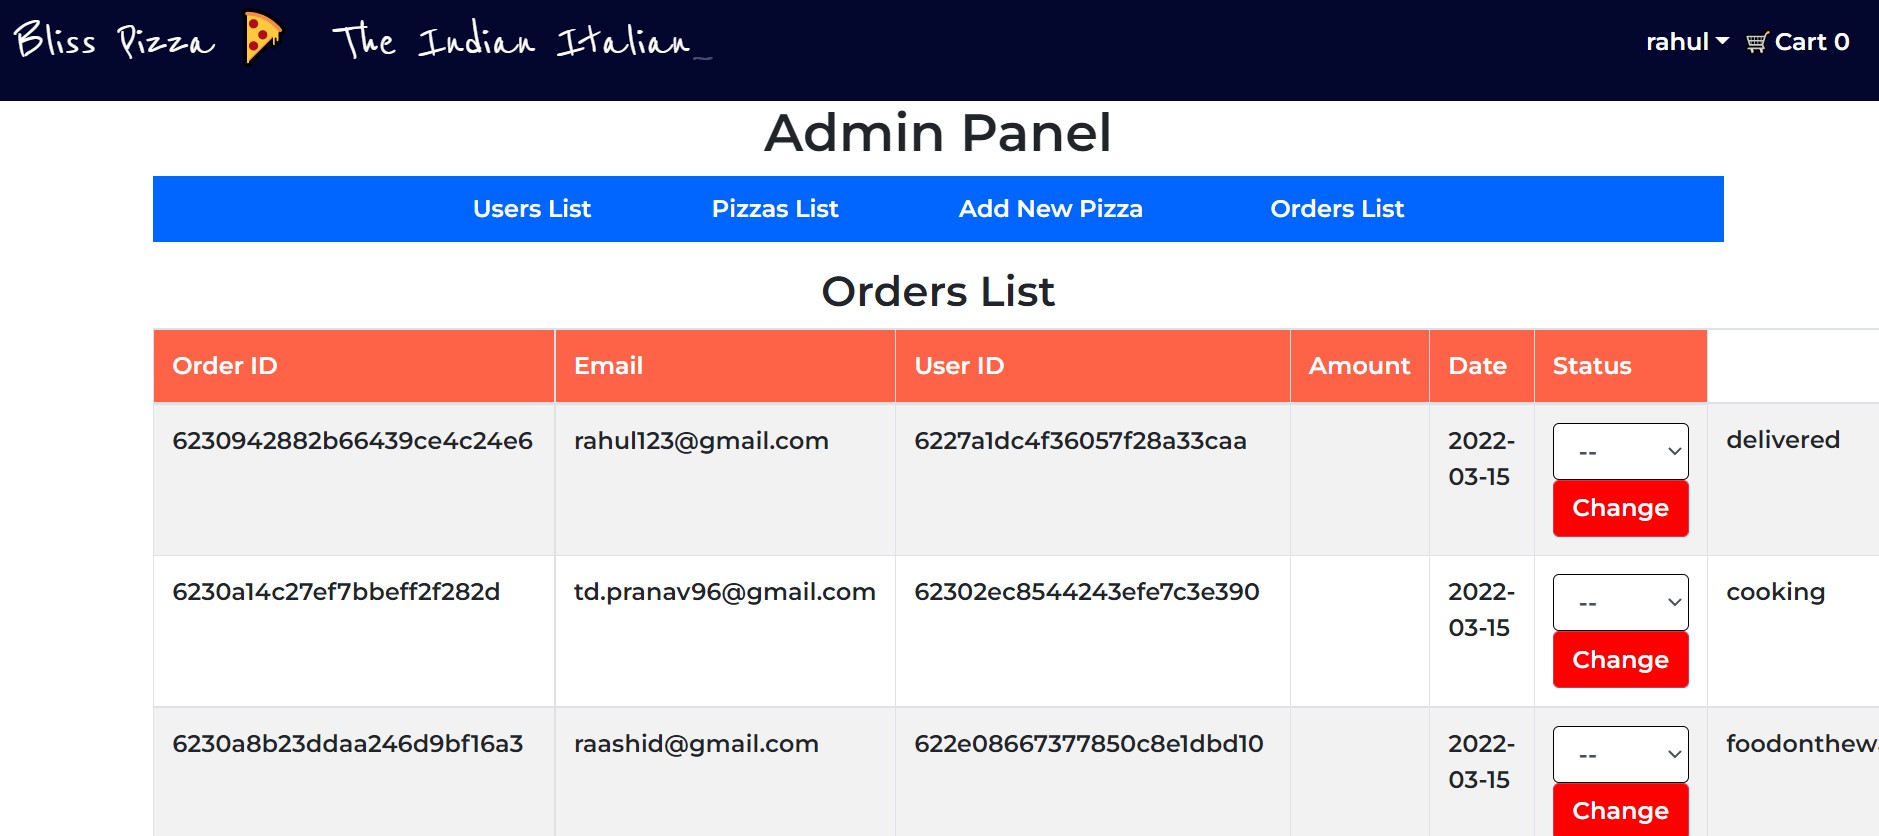 Bliss Pizza The Indian Italian_ rahul Cart 0
Admin Panel
Users List Pizzas List Add New Pizza Orders List
Orders List
Order ID Email User ID Amount Date Status
6230942882b66439ce4c24e6 rahul123@gmail.com 6227a1dc4f36057f28a33caa 2022- -- delivered
03-15
Change
6230a14c27ef7bbeff2f282d td.pranav96@gmail.com 62302ec8544243efe7c3e390 2022- -- cooking
03-15
Change
6230a8b23ddaa246d9bf16a3 raashid@gmail.com 622e08667377850c8e1dbd10 2022- --
03-15
Change